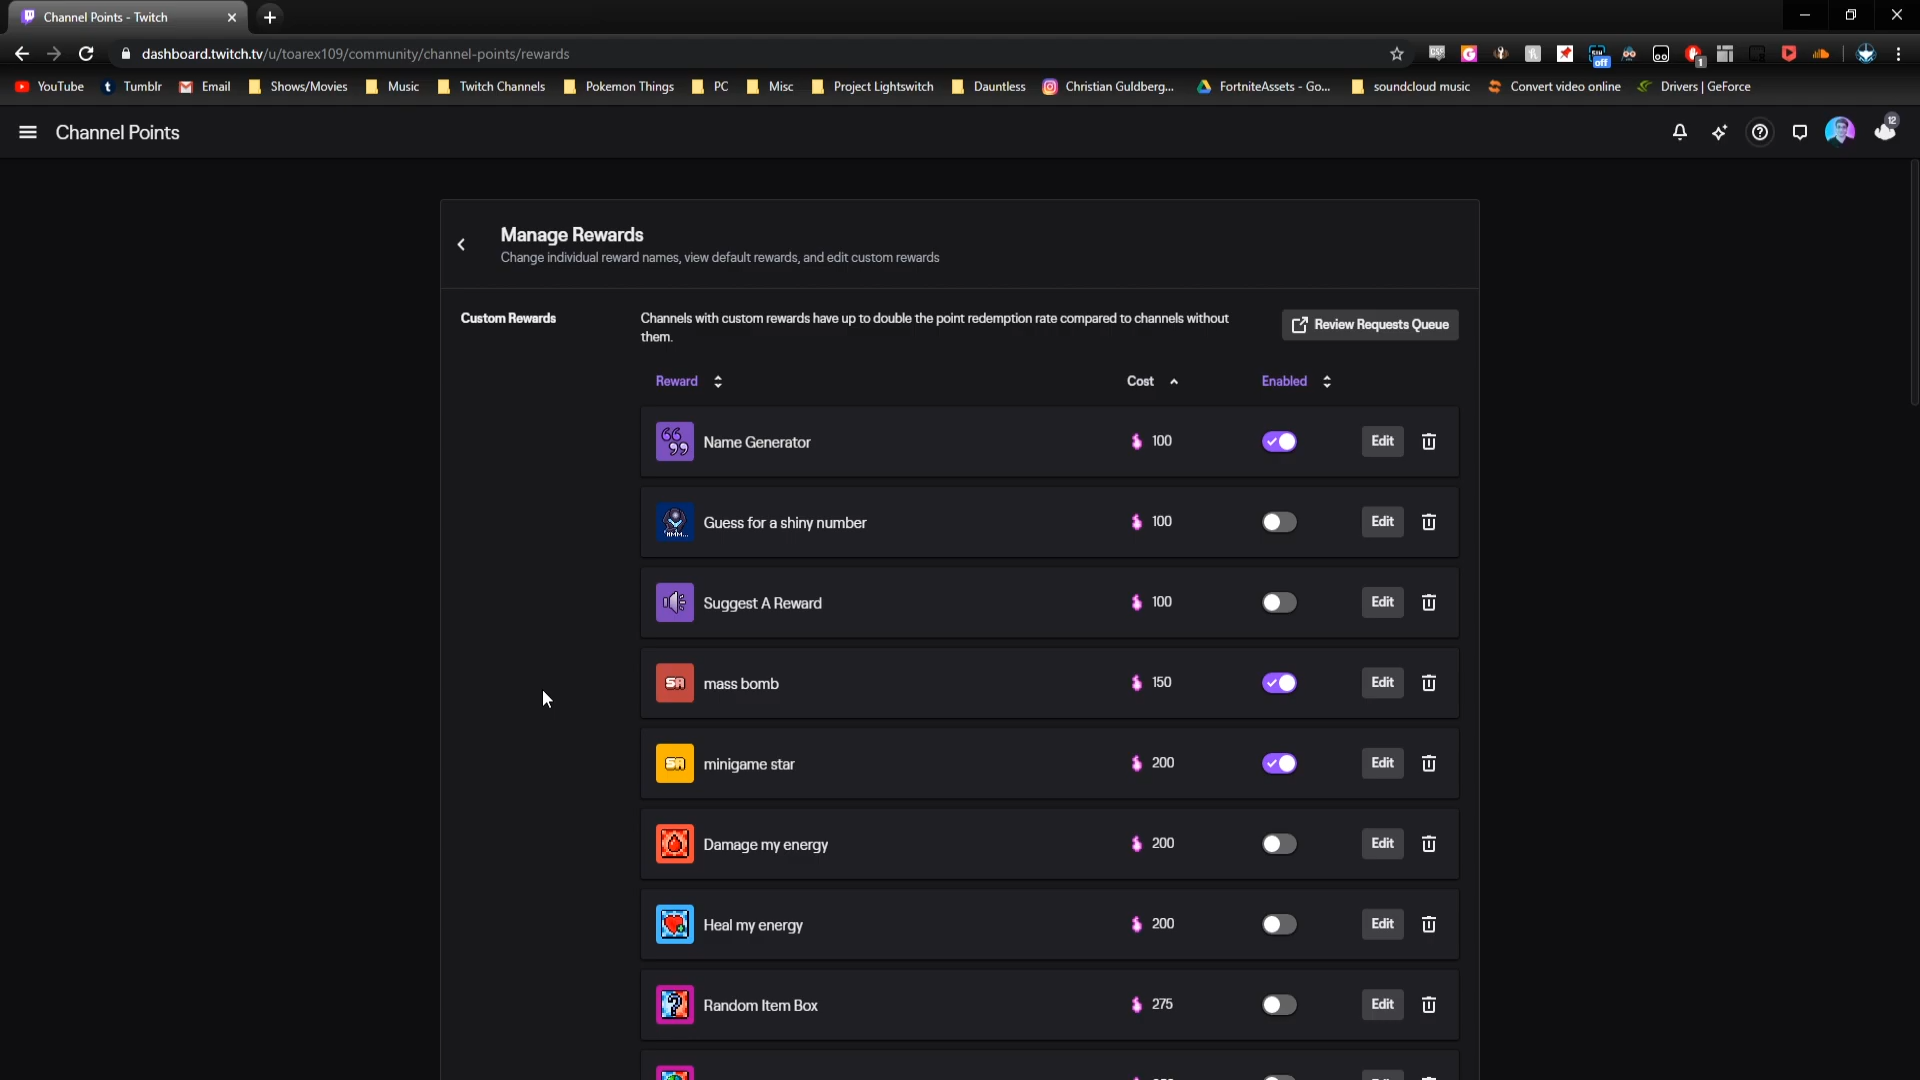 Channel Points - Twitch
dashboard.twitch.tv/u/toarex109/community/channel-points/rewards
off
1
YouTube Tumblr Email Shows/Movies Music Twitch Channels Pokemon Things PC Misc Project Lightswitch Dauntless Christian Guldberg... FortniteAssets - Go... soundcloud music Convert video online Drivers | GeForce
Channel Points
12
Manage Rewards
Change individual reward names, view default rewards, and edit custom rewards
Custom Rewards
Channels with custom rewards have up to double the point redemption rate compared to channels without
them.
Review Requests Queue
Reward Cost Enabled
Name Generator 100 Edit
Guess for a shiny number 100 Edit
HMM...
Suggest A Reward 100 Edit
SR mass bomb 150 Edit
SR minigame star 200 Edit
Damage my energy 200 Edit
Heal my energy 200 Edit
? Random Item Box 275 Edit